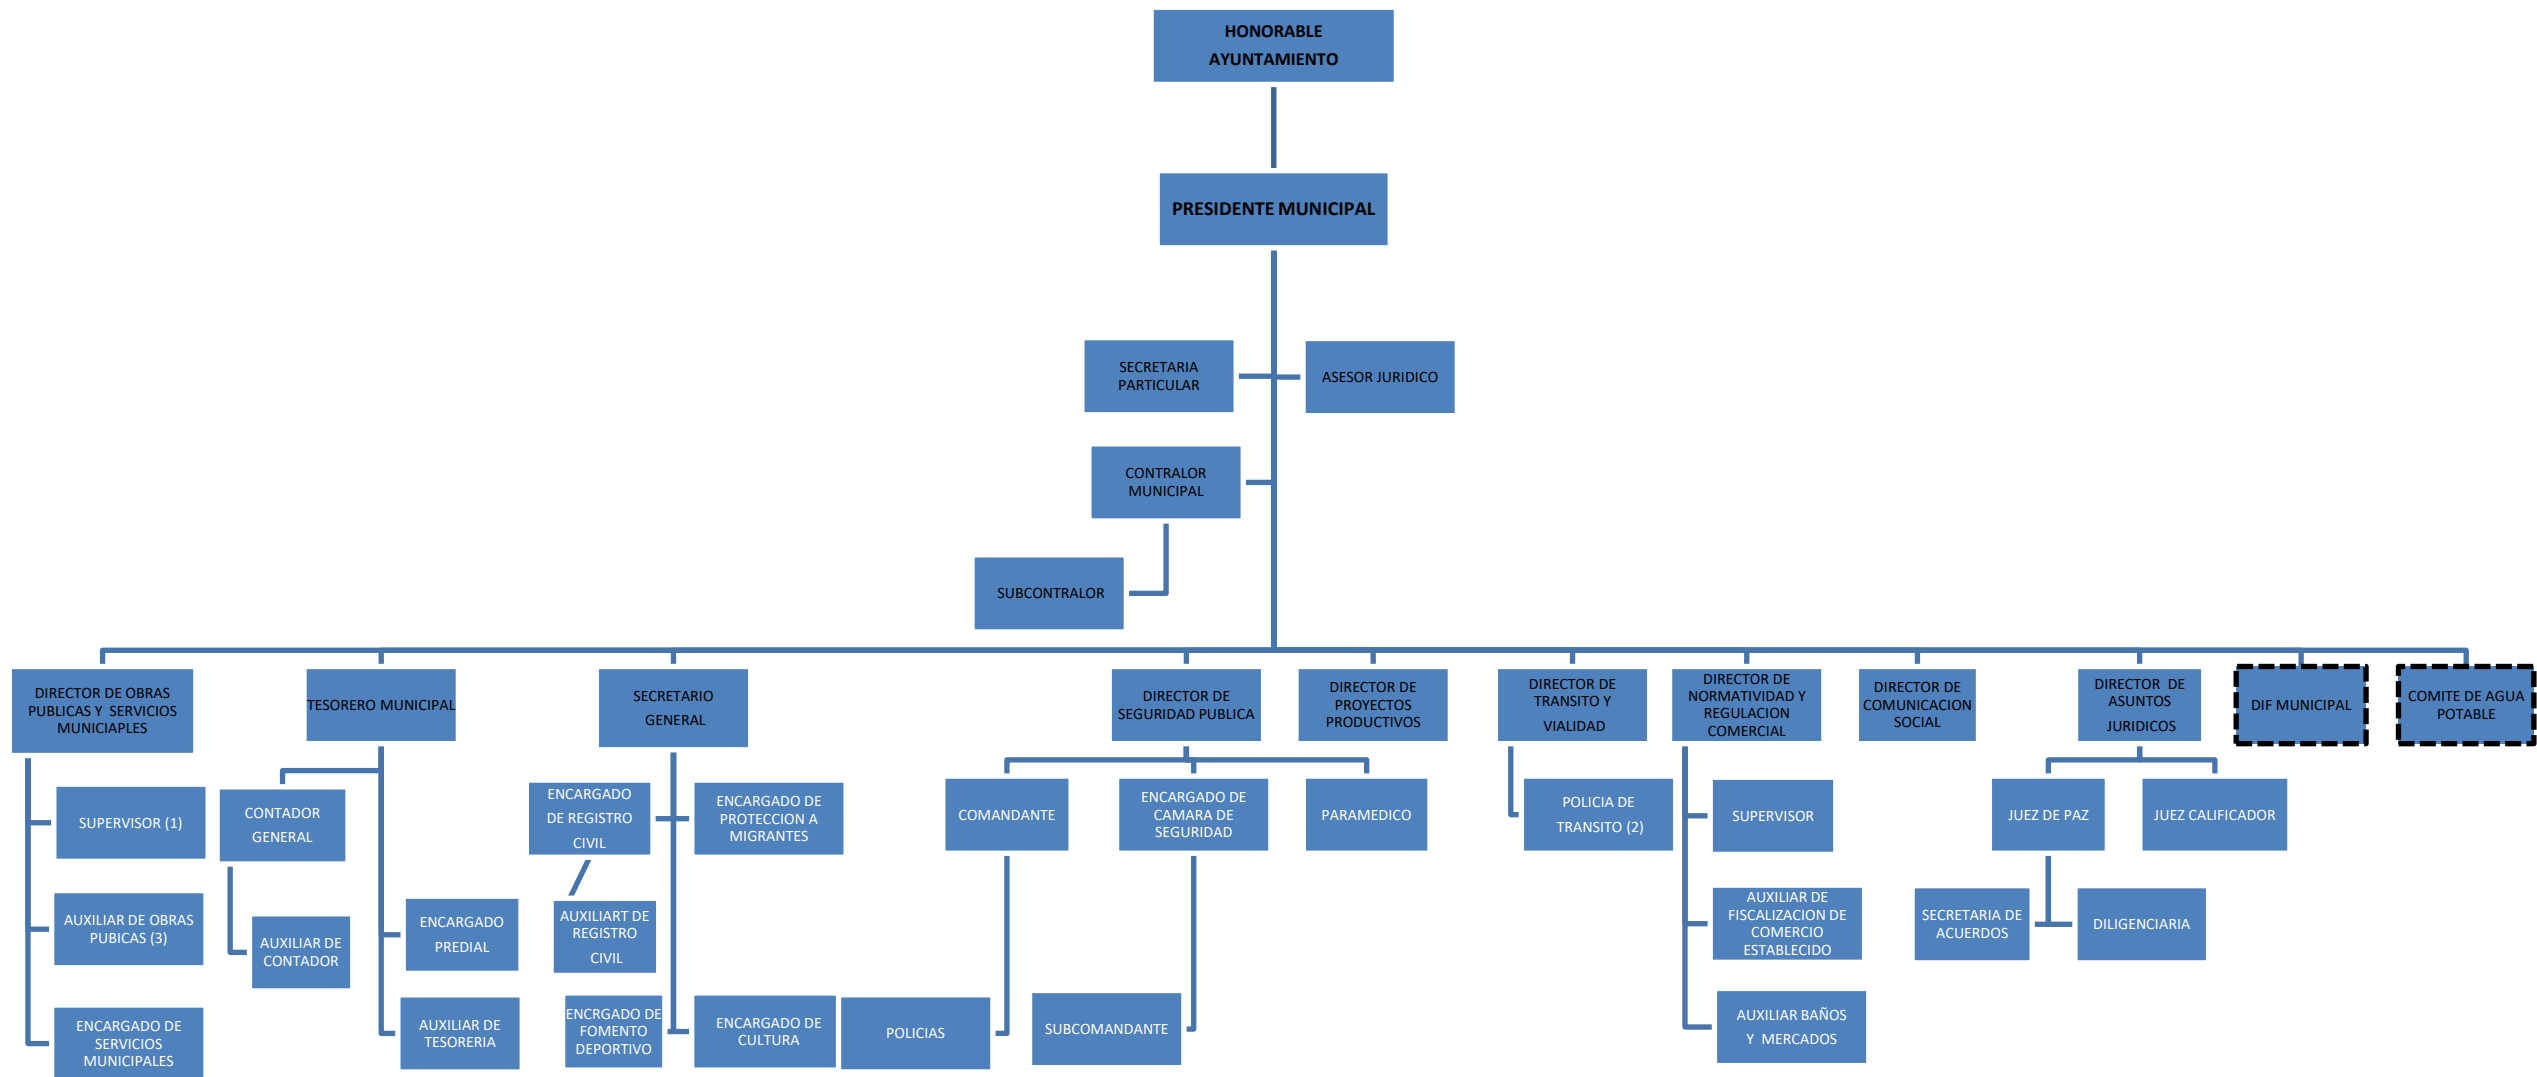 HONORABLE
AYUNTAMIENTO
PRESIDENTE MUNICIPAL
SECRETARIA
PARTICULAR
ASESOR JURIDICO
CONTRALOR
MUNICIPAL
SUBCONTRALOR
DIRECTOR DE OBRAS
PUBLICAS Y SERVICIOS
MUNICIAPLES
TESORERO MUNICIPAL
SECRETARIO
GENERAL
DIRECTOR DE
SEGURIDAD PUBLICA
DIRECTOR DE
PROYECTOS
PRODUCTIVOS
DIRECTOR DE
TRANSITO Y
VIALIDAD
DIRECTOR DE
NORMATIVIDAD Y
REGULACION
COMERCIAL
DIRECTOR DE
COMUNICACION
SOCIAL
DIRECTOR DE
ASUNTOS
JURIDICOS
DIF MUNICIPAL
COMITE DE AGUA
POTABLE
SUPERVISOR (1)
CONTADOR
GENERAL
ENCARGADO
DE REGISTRO
CIVIL
ENCARGADO DE
PROTECCION A
MIGRANTES
COMANDANTE
ENCARGADO DE
CAMARA DE
SEGURIDAD
PARAMEDICO
POLICIA DE
TRANSITO (2)
SUPERVISOR
JUEZ DE PAZ
JUEZ CALIFICADOR
AUXILIAR DE OBRAS
PUBICAS (3)
AUXILIAR DE
CONTADOR
ENCARGADO
PREDIAL
AUXILIART DE
REGISTRO
CIVIL
AUXILIAR DE
FISCALIZACION DE
COMERCIO
ESTABLECIDO
SECRETARIA DE
ACUERDOS
DILIGENCIARIA
ENCARGADO DE
SERVICIOS
MUNICIPALES
AUXILIAR DE
TESORERIA
ENCRGADO DE
FOMENTO
DEPORTIVO
ENCARGADO DE
CULTURA
POLICIAS
SUBCOMANDANTE
AUXILIAR BAÑOS
Y MERCADOS